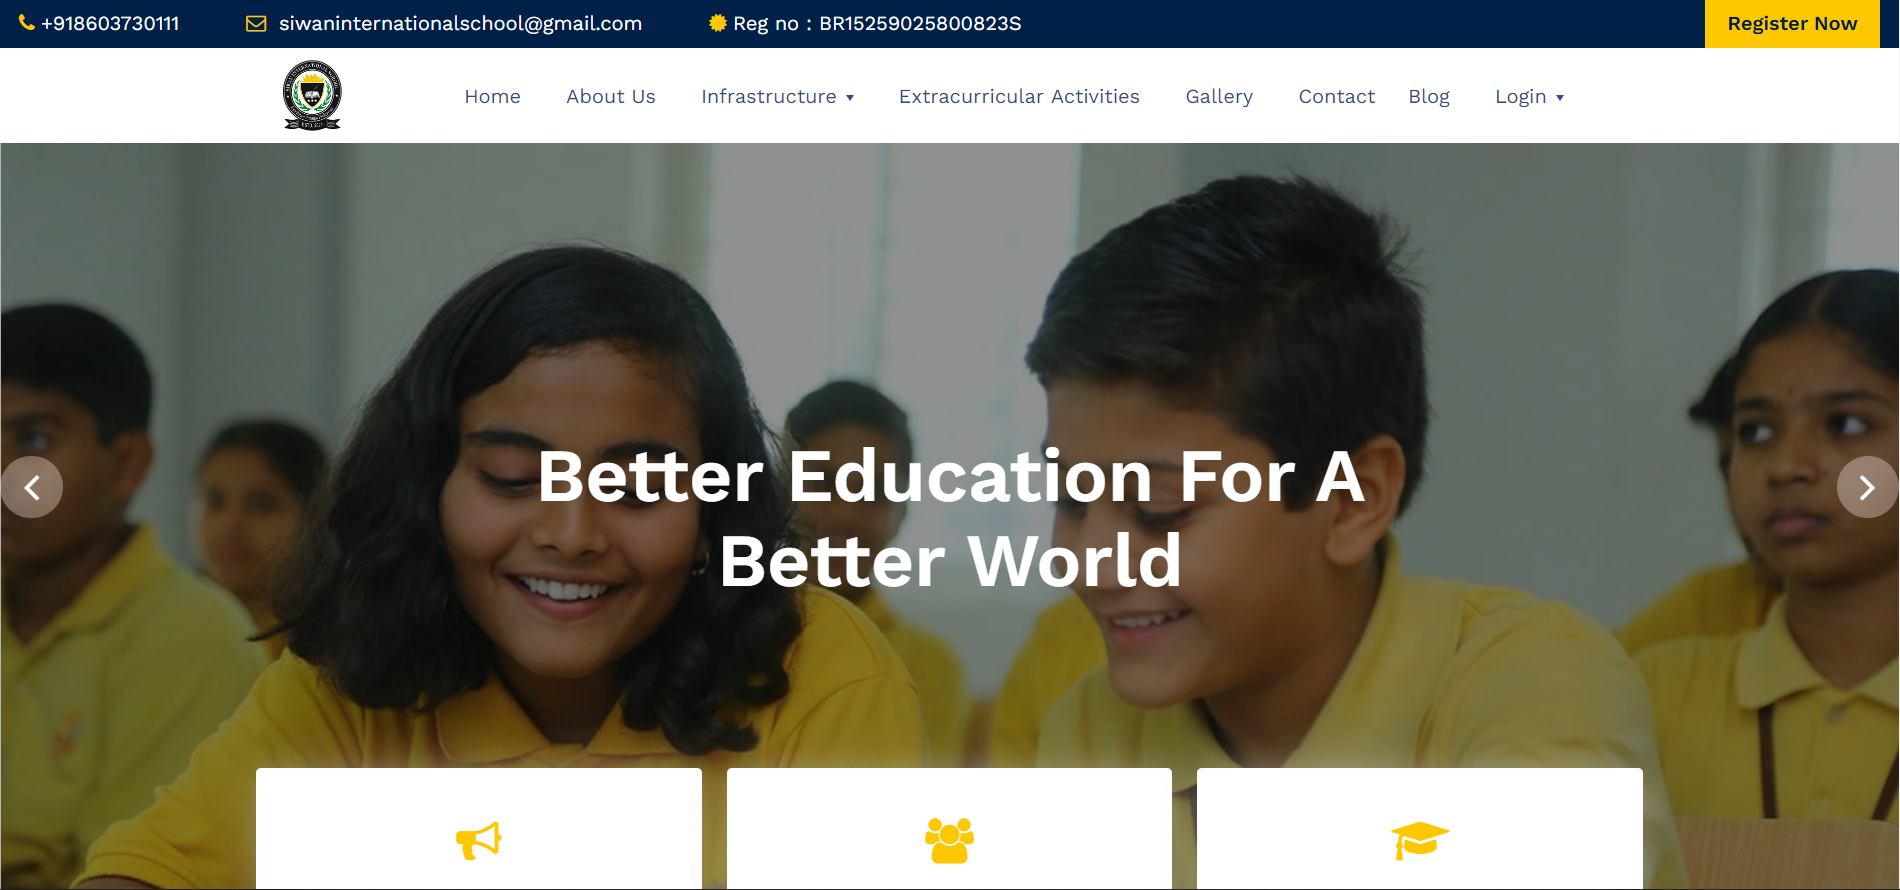 +918603730111 siwaninternationalschool@gmail.com Reg no : BR15259025800823S Register Now
Home About Us Infrastructure Extracurricular Activities Gallery Contact Blog Login
Better Education For A
Better World